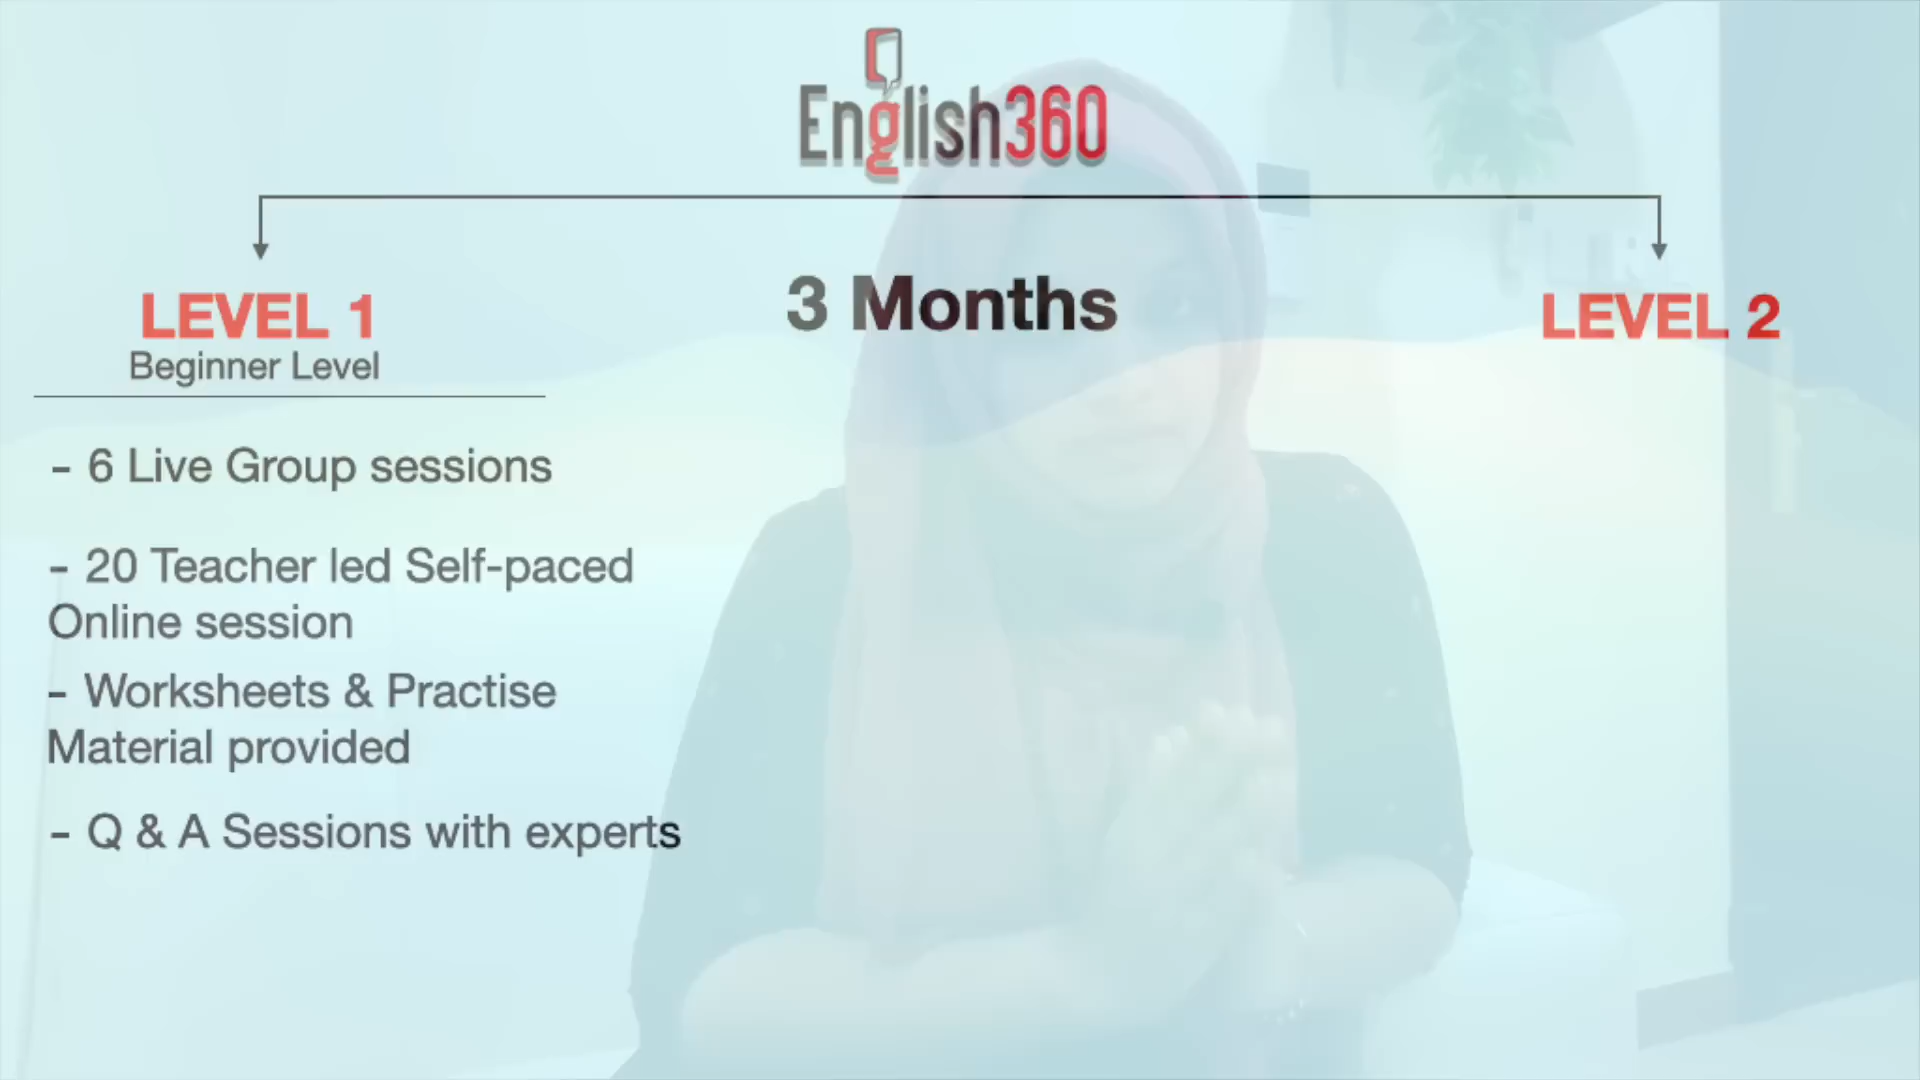 English360
3 Months
LEVEL 1
Beginner Level
- 6 Live Group sessions
- 20 Teacher led Self-paced
Online session
- Worksheets & Practise
Material provided
- Q & A Sessions with experts
LEVEL 2